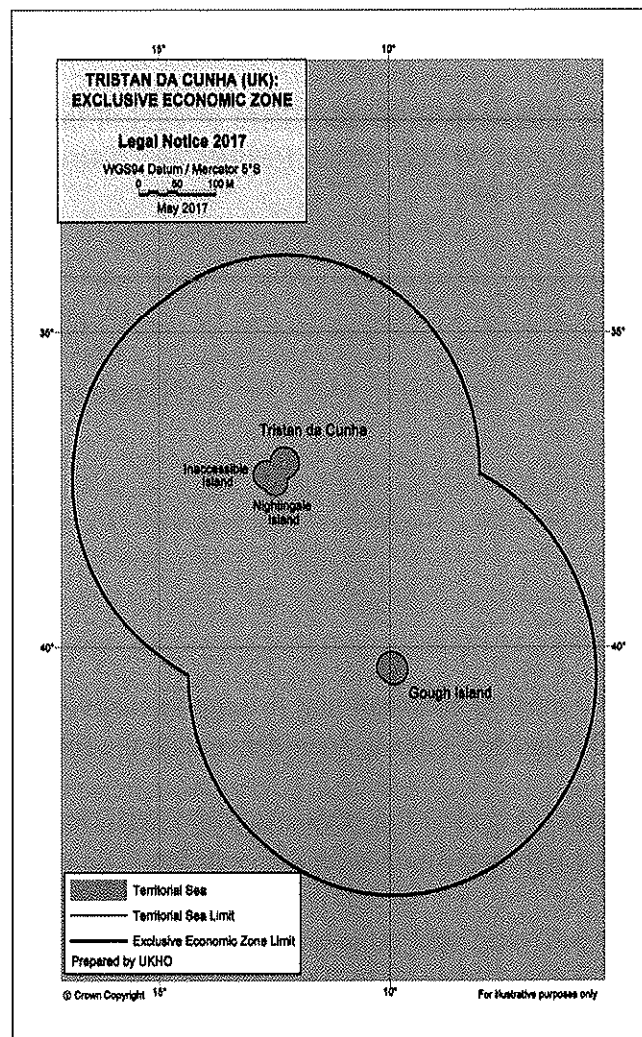 15°
10°
TRISTAN DA CUNHA (UK):
EXCLUSIVE ECONOMIC ZONE
Legal Notice 2017
WGS94 Datum / Mercator 5°S
0 50 100 M
May 2017
35°
35°
Tristan da Cunha
Inaccessible
Island
Nightingale
Island
40°
40°
Gough Island
Territorial Sea
Territorial Sea Limit
Exclusive Economic Zone Limit
Prepared by UKHO
© Crown Copyright
15°
10°
For illustrative purposes only